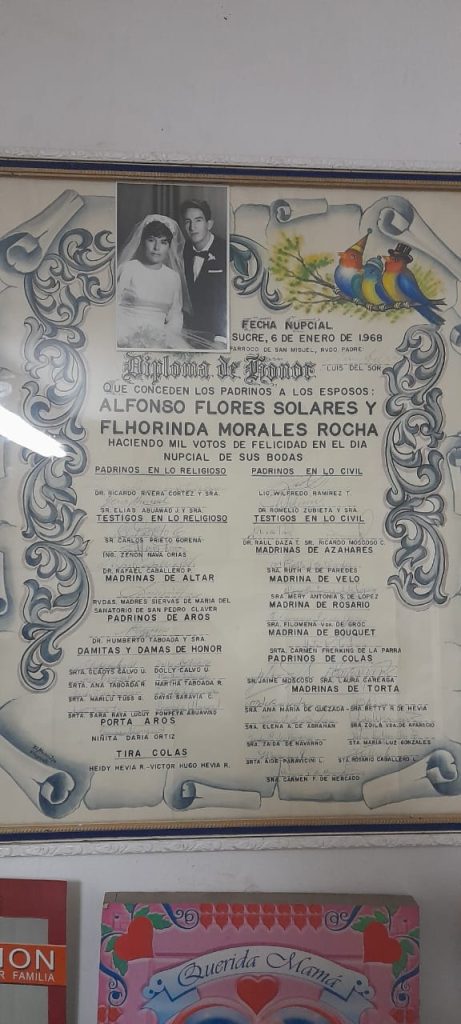 FECHA NUPCIAL
SUCRE, 6 DE ENERO DE 1.968
PARROCO DE SAN MIGUEL, RVDO. PADRE:
LUIS DEL SOR
Diploma de Honor
QUE CONCEDEN LOS PADRINOS A LOS ESPOSOS:
ALFONSO FLORES SOLARES Y
FLHORINDA MORALES ROCHA
HACIENDO MIL VOTOS DE FELICIDAD EN EL DIA
NUPCIAL DE SUS BODAS
PADRINOS EN LO RELIGIOSO
DR. RICARDO RIVERA CORTEZ Y SRA.
SR. ELIAS ABUAWAD J. Y SRA.
TESTIGOS EN LO RELIGIOSO
SR. CARLOS PRIETO GORENA
ING. ZENON NAVA ORIAS
DR. RAFAEL CABALLERO P.
MADRINAS DE ALTAR
RVDAS. MADRES SIERVAS DE MARIA DEL
SANATORIO DE SAN PEDRO CLAVER
PADRINOS DE AROS
DR. HUMBERTO TABOADA Y SRA
DAMITAS Y DAMAS DE HONOR
SRTA. GLADYS CALVO U. DOLLY CALVO U.
SRTA. ANA TABOADA R. MARTHA TABOADA R.
SRTA. MARILU TUSS G. DAYSI SARAVIA C.
SRTA. SARA RAYA LUGUY POMPEYA ABUAWAD
PORTA AROS
NIÑITA DARIA ORTIZ
TIRA COLAS
HEIDY HEVIA R.-VICTOR HUGO HEVIA R.
PADRINOS EN LO CIVIL
LIC. WILFREDO RAMIREZ T.
DR. ROMELIO ZUBIETA Y SRA.
TESTIGOS EN LO CIVIL
DR. RAUL DAZA T. SR. RICARDO MOSCOSO C.
MADRINAS DE AZAHARES
SRA. RUTH R. DE PAREDES
MADRINA DE VELO
SRA. MERY ANTONIA S. DE LOPEZ
MADRINA DE ROSARIO
SRA. FILOMENA VDA. DE GROC
MADRINA DE BOUQUET
SRTA. CARMEN FRERKING DE LA PARRA
PADRINOS DE COLAS
SR. JAIME MOSCOSO SRA. LAURA CAREAGA
MADRINAS DE TORTA
SRA. ANA MARIA DE QUEZADA - SRA BETTY R DE HEVIA
SRA. ELENA A. DE ABRAHAN SRA. ZOILA VDA. DE APARICIO
SRA. ZAIDA DE NAVARRO STA MARIA LUZ GONZALES
SRTA. AIDE PARAVICINI L. STA. ROSARIO CABALLERO L.
SRA. CARMEN F. DE MERCADO
ION
R FAMILIA
Querida Mamá